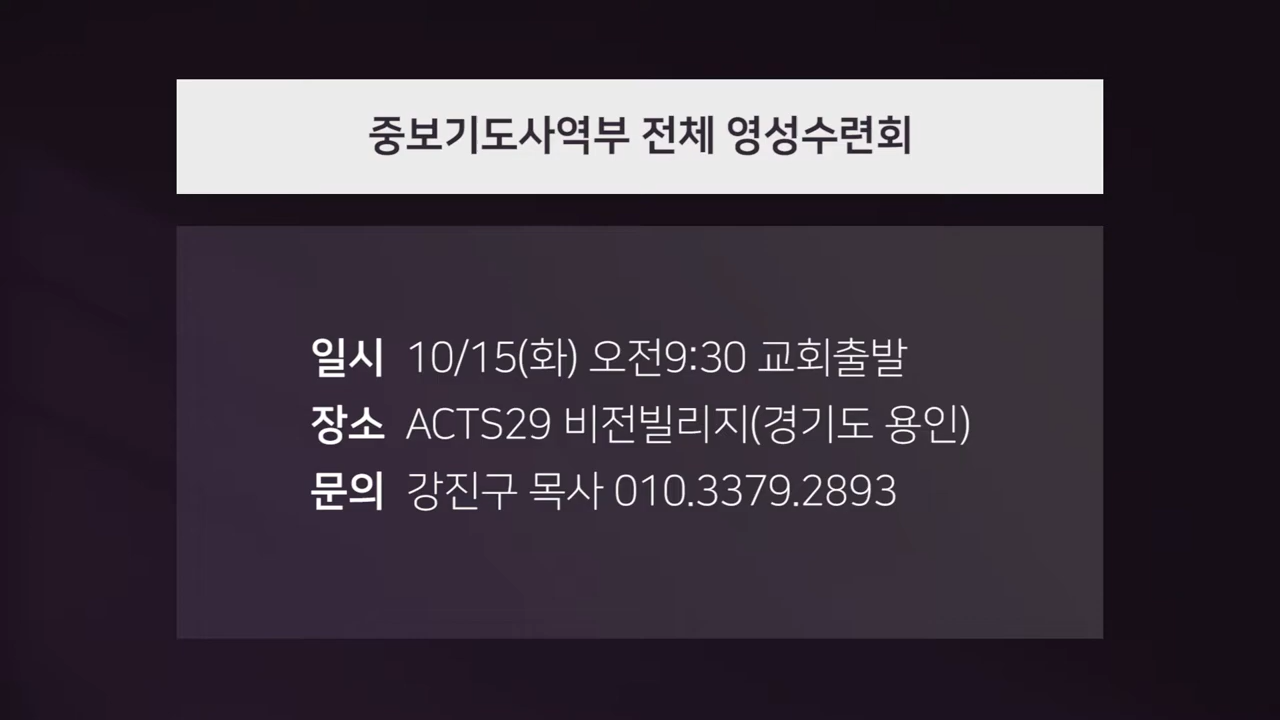 중보기도사역부 전체 영성수련회
일시 10/15(화) 오전9:30 교회출발
장소 ACTS29 비전빌리지(경기도 용인)
문의 강진구 목사 010.3379.2893